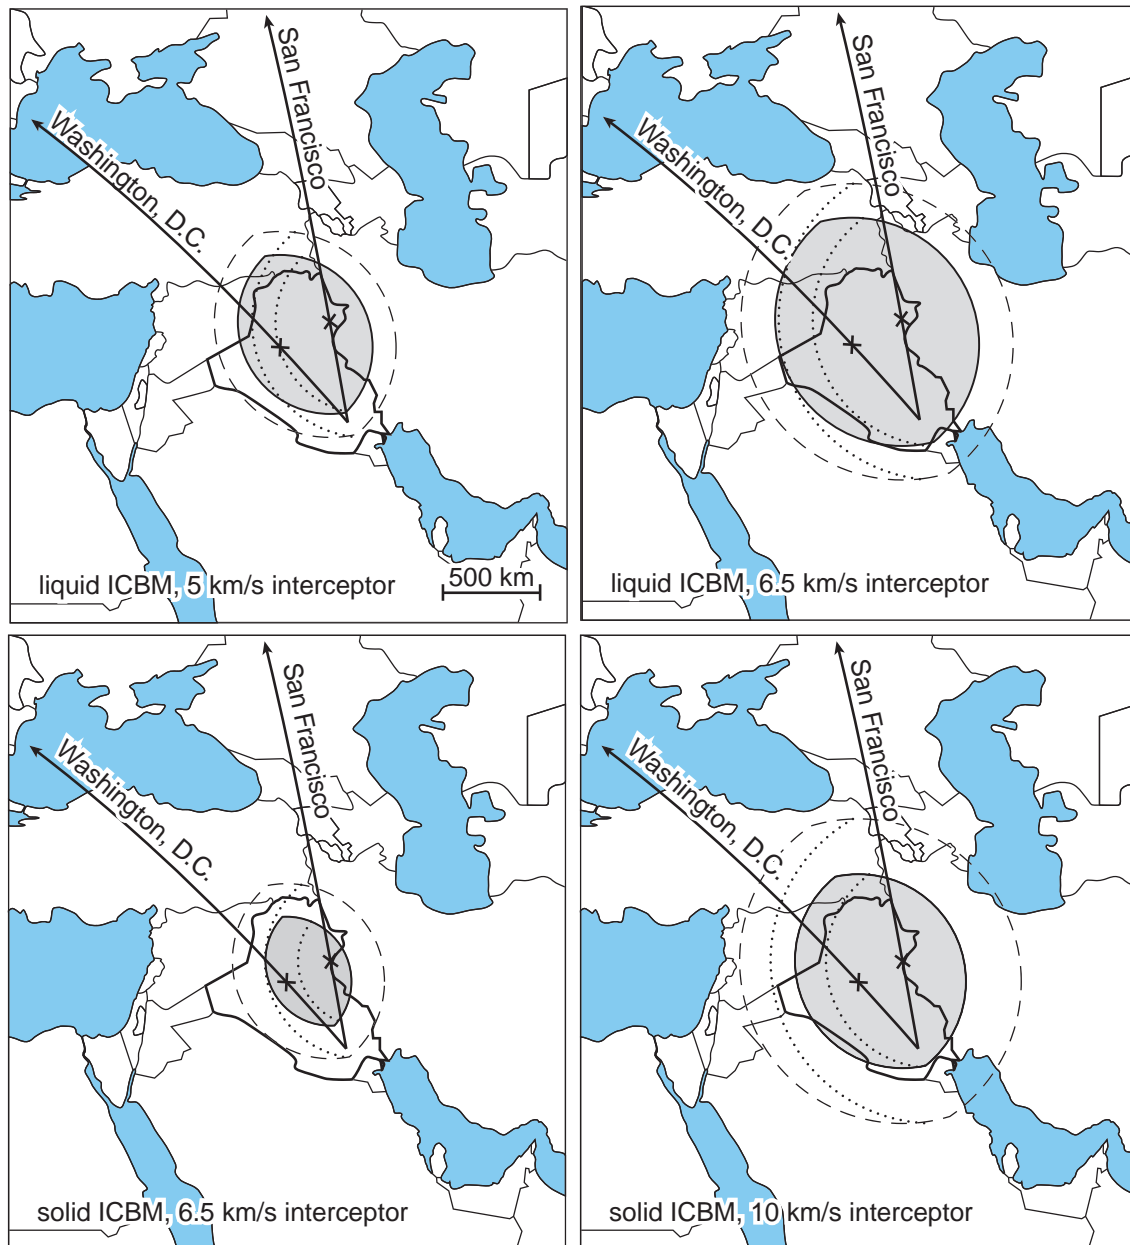 San Francisco
Washington, D.C.
liquid ICBM, 5 km/s interceptor
500 km
San Francisco
Washington, D.C.
liquid ICBM, 6.5 km/s interceptor
San Francisco
Washington, D.C.
solid ICBM, 6.5 km/s interceptor
San Francisco
Washington, D.C.
solid ICBM, 10 km/s interceptor